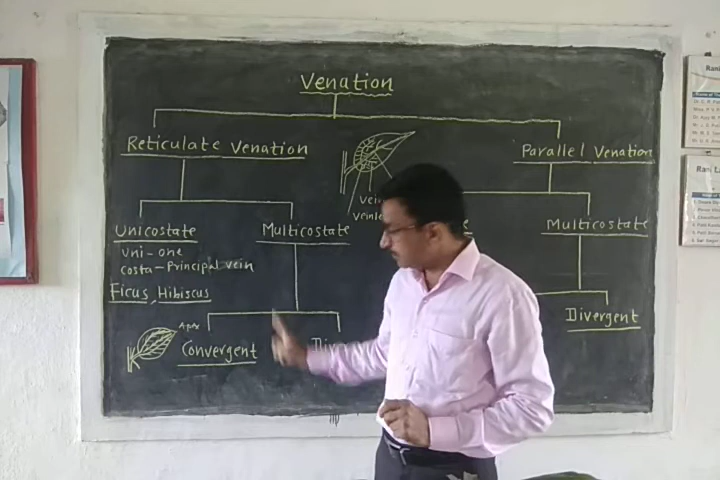 Venation
Reticulate Venation
Parallel Venation
Unicostate
Multicostate
Multicostate
Uni - One
Costa - Principal vein
Ficus, Hibiscus
Apex
Convergent
Divergent